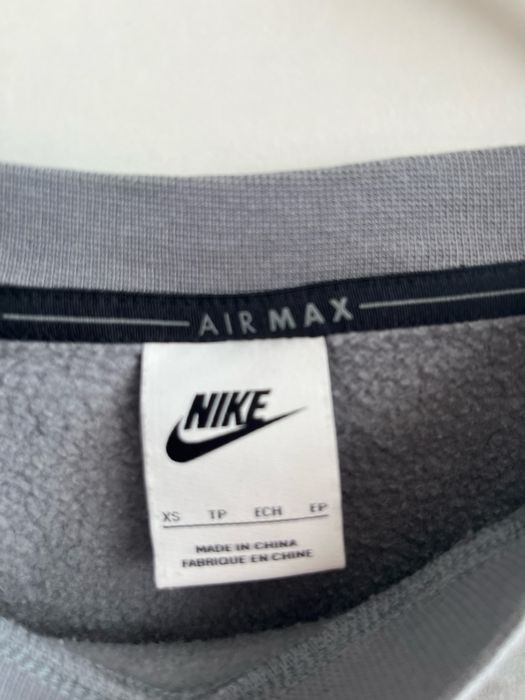 AIR MAX
NIKE
XS TP ECH EP
MADE IN CHINA
FABRIQUE EN CHINE